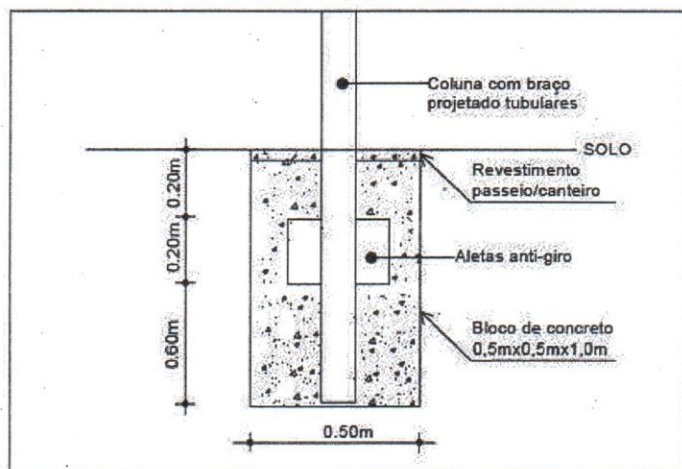 Coluna com braço
projetado tubulares
SOLO
Revestimento
passeio/canteiro
0.20m
0.20m
Aletas anti-giro
0.60m
Bloco de concreto
0,5mx0,5mx1,0m
0.50m